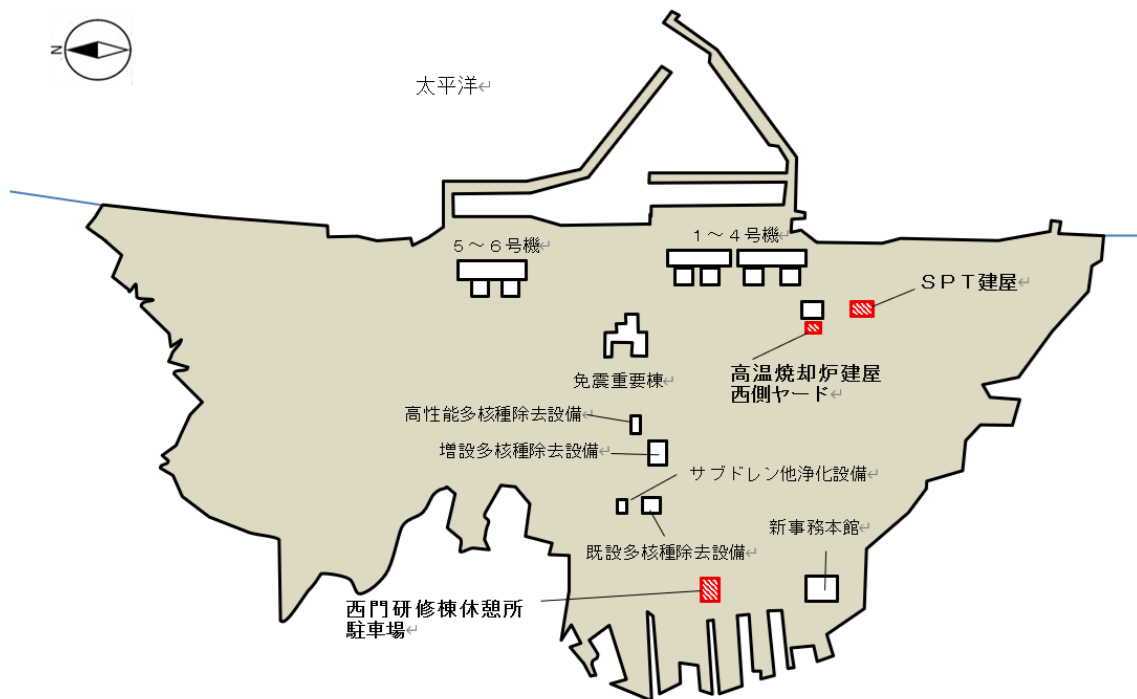 N
太平洋↵
５～６号機↵
１～４号機↵
ＳＰＴ建屋↵
高温焼却炉建屋
西側ヤード↵
免震重要棟↵
高性能多核種除去設備↵
増設多核種除去設備↵
サブドレン他浄化設備↵
新事務本館↵
既設多核種除去設備↵
西門研修棟休憩所
駐車場↵